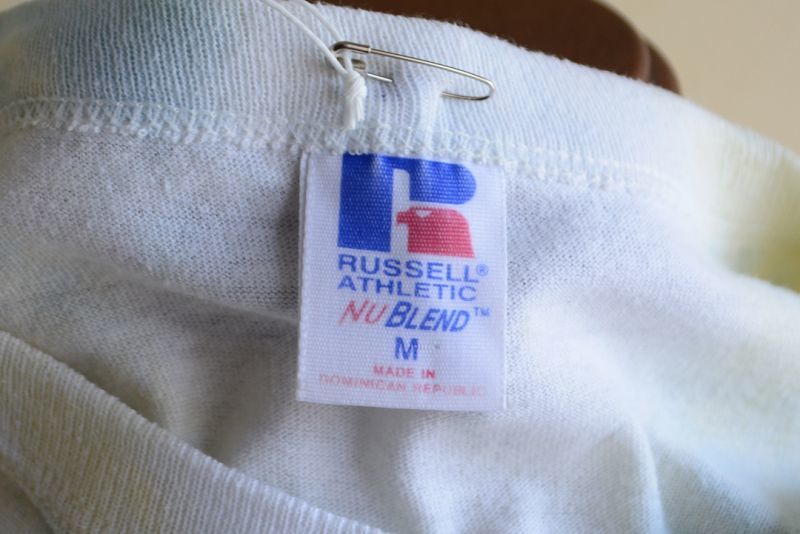 RUSSELL®
ATHLETIC
NUBLEND™
M
MADE IN
DOMINICAN REPUBLIC